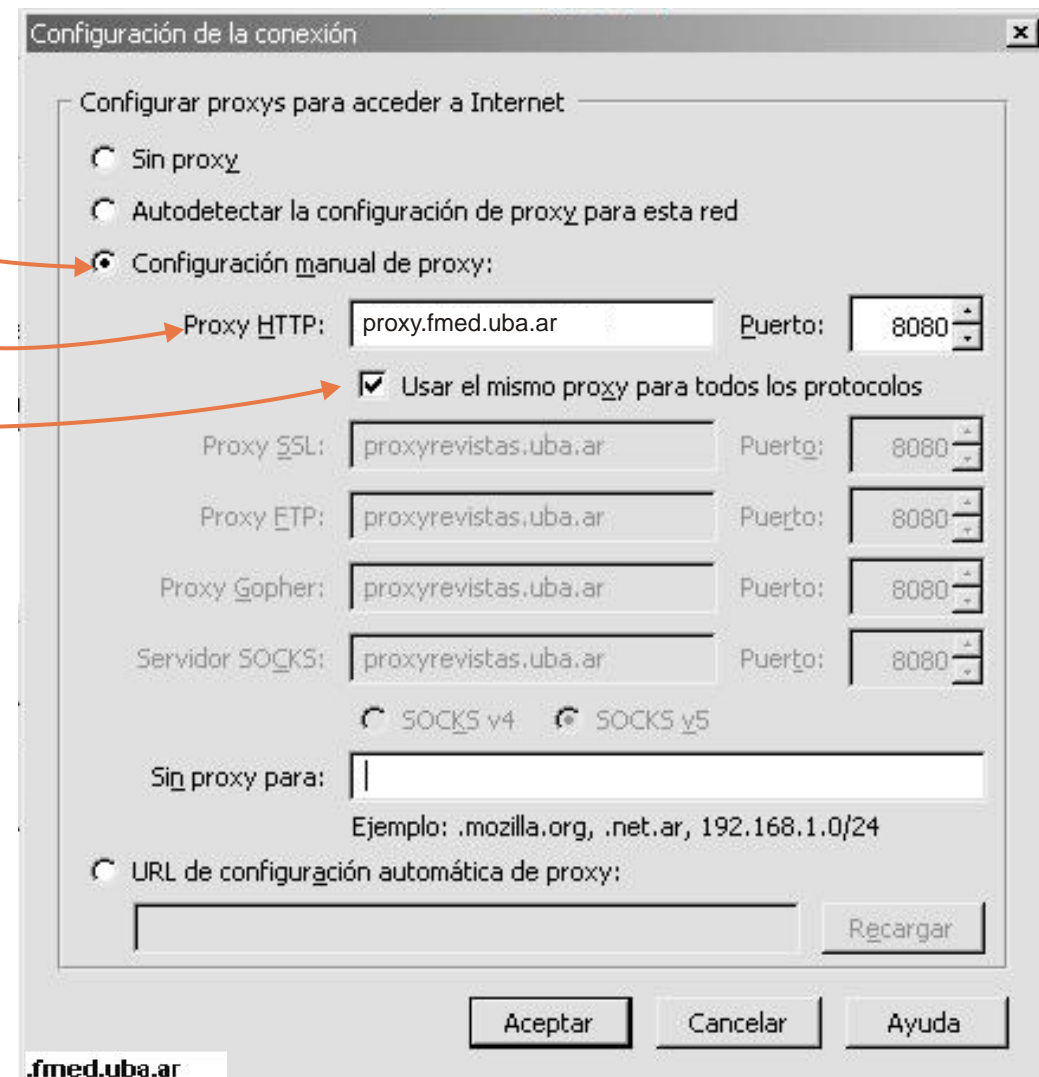 Configuración de la conexión
Configurar proxys para acceder a Internet
Sin proxy
Autodetectar la configuración de proxy para esta red
Configuración manual de proxy:
Proxy HTTP: proxy.fmed.uba.ar Puerto: 8080
Usar el mismo proxy para todos los protocolos
Proxy SSL: proxyrevistas.uba.ar Puerto: 8080
Proxy FTP: proxyrevistas.uba.ar Puerto: 8080
Proxy Gopher: proxyrevistas.uba.ar Puerto: 8080
Servidor SOCKS: proxyrevistas.uba.ar Puerto: 8080
SOCKS v4 SOCKS v5
Sin proxy para:
Ejemplo: .mozilla.org, .net.ar, 192.168.1.0/24
URL de configuración automática de proxy:
Recargar
Aceptar Cancelar Ayuda
.fmed.uba.ar